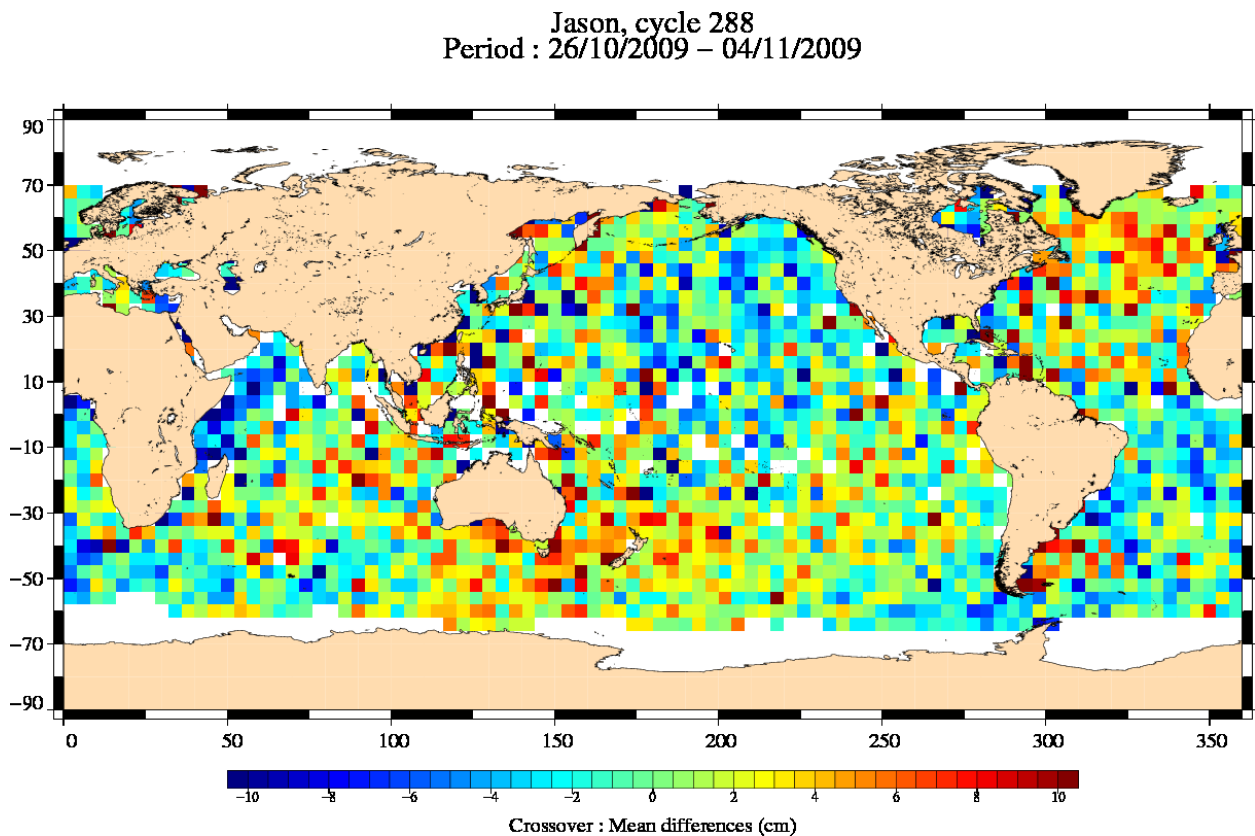 Jason, cycle 288
Period : 26/10/2009 − 04/11/2009
90
70
50
30
10
−10
−30
−50
−70
−90
0 50 100 150 200 250 300 350
−10 −8 −6 −4 −2 0 2 4 6 8 10
Crossover : Mean differences (cm)